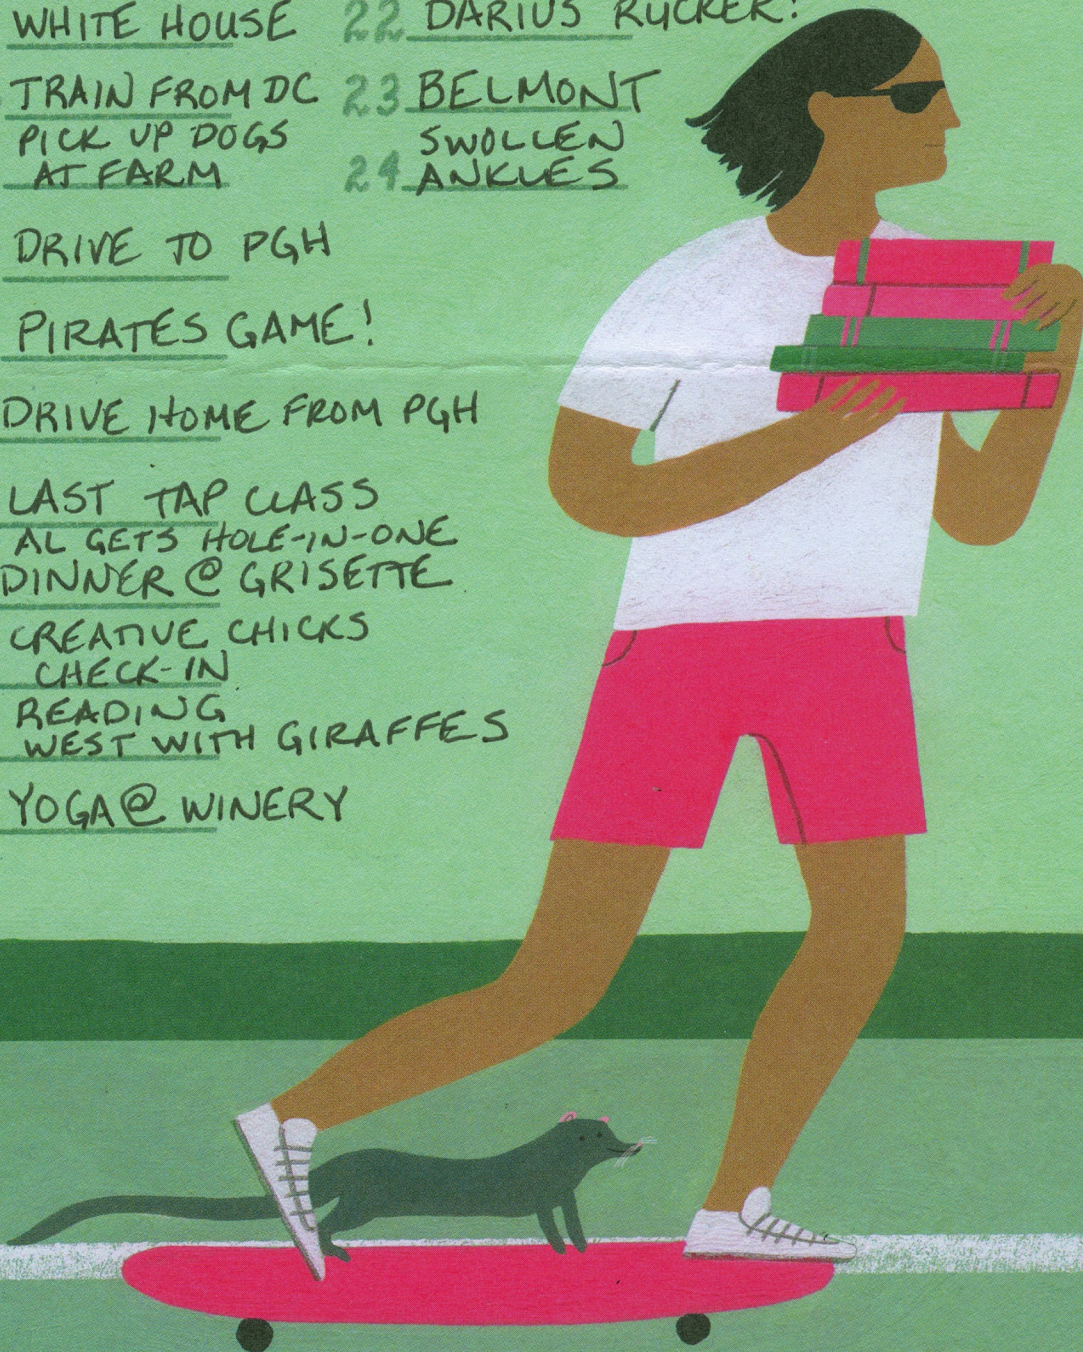 WHITE HOUSE
TRAIN FROM DC
PICK UP DOGS
AT FARM
DRIVE TO PGH
PIRATES GAME!
DRIVE HOME FROM PGH
LAST TAP CLASS
AL GETS HOLE-IN-ONE
DINNER @ GRISETTE
CREATIVE CHICKS
CHECK-IN
READING
WEST WITH GIRAFFES
YOGA @ WINERY
22 DARIUS RUCKER!
23 BELMONT
SWOLLEN
24 ANKLES